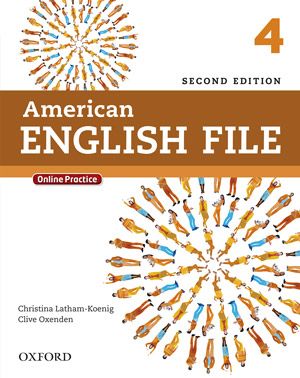 4
SECOND EDITION
American
ENGLISH FILE
Online Practice
Christina Latham-Koenig
Clive Oxenden
OXFORD